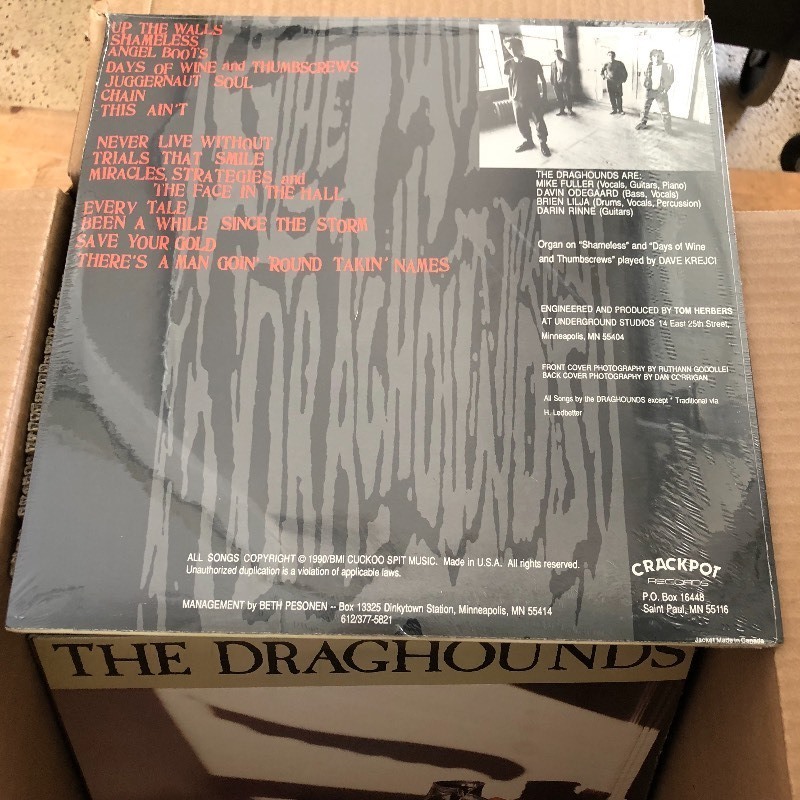 UP THE WALLS
SHAMELESS
ANGEL BOOTS
DAYS OF WINE and THUMBSCREWS
JUGGERNAUT SOUL
CHAIN
THIS AIN'T
NEVER LIVE WITHOUT
TRIALS THAT SMILE
MIRACLES, STRATEGIES and
THE FACE IN THE HALL
EVERY TALE
BEEN A WHILE SINCE THE STORM
SAVE YOUR GOLD
THERE'S A MAN GOIN' 'ROUND TAKIN' NAMES
THE DRAGHOUNDS ARE:
MIKE FULLER (Vocals, Guitars, Piano)
DAVIN ODEGAARD (Bass, Vocals)
BRIEN LILJA (Drums, Vocals, Percussion)
DARIN RINNE (Guitars)
Organ on "Shameless" and "Days of Wine
and Thumbscrews" played by DAVE KREJCI
ENGINEERED AND PRODUCED BY TOM HERBERS
AT UNDERGROUND STUDIOS 14 East 25th Street,
Minneapolis, MN 55404
FRONT COVER PHOTOGRAPHY BY RUTHANN GODOLLEI
BACK COVER PHOTOGRAPHY BY DAN CORRIGAN
All Songs by the DRAGHOUNDS except * Traditional via
H. Ledbetter
THE
DRAGHOUNDS
ALL SONGS COPYRIGHT © 1990/BMI CUCKOO SPIT MUSIC. Made in U.S.A. All rights reserved.
Unauthorized duplication is a violation of applicable laws.
MANAGEMENT by BETH PESONEN -- Box 13325 Dinkytown Station, Minneapolis, MN 55414
612/377-5821
CRACKPOT
RECORDS
P.O. Box 16448
Saint Paul, MN 55116
Jacket Made in Canada
THE DRAGHOUNDS